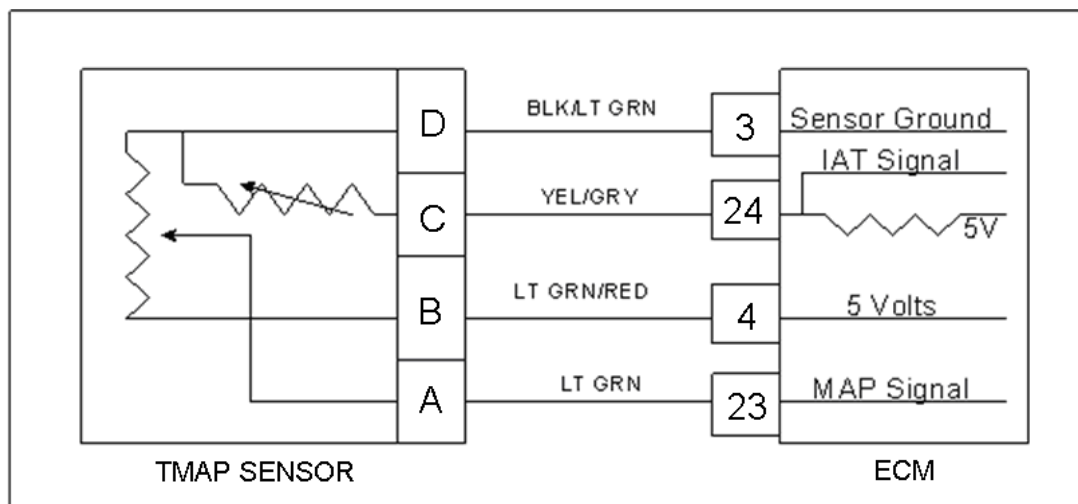 D
BLK/LT GRN
3
Sensor Ground
IAT Signal
C
YEL/GRY
24
5V
B
LT GRN/RED
4
5 Volts
A
LT GRN
23
MAP Signal
TMAP SENSOR
ECM